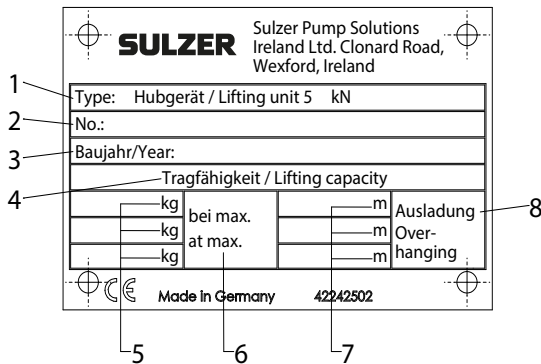 SULZER
Sulzer Pump Solutions
Ireland Ltd. Clonard Road,
Wexford, Ireland
1
Type: Hubgerät / Lifting unit 5 kN
2
No.:
3
Baujahr/Year:
4
Tragfähigkeit / Lifting capacity
kg
kg
kg
bei max.
at max.
m
m
m
Ausladung
Over-
hanging
8
CE Made in Germany 42242502
5 6 7